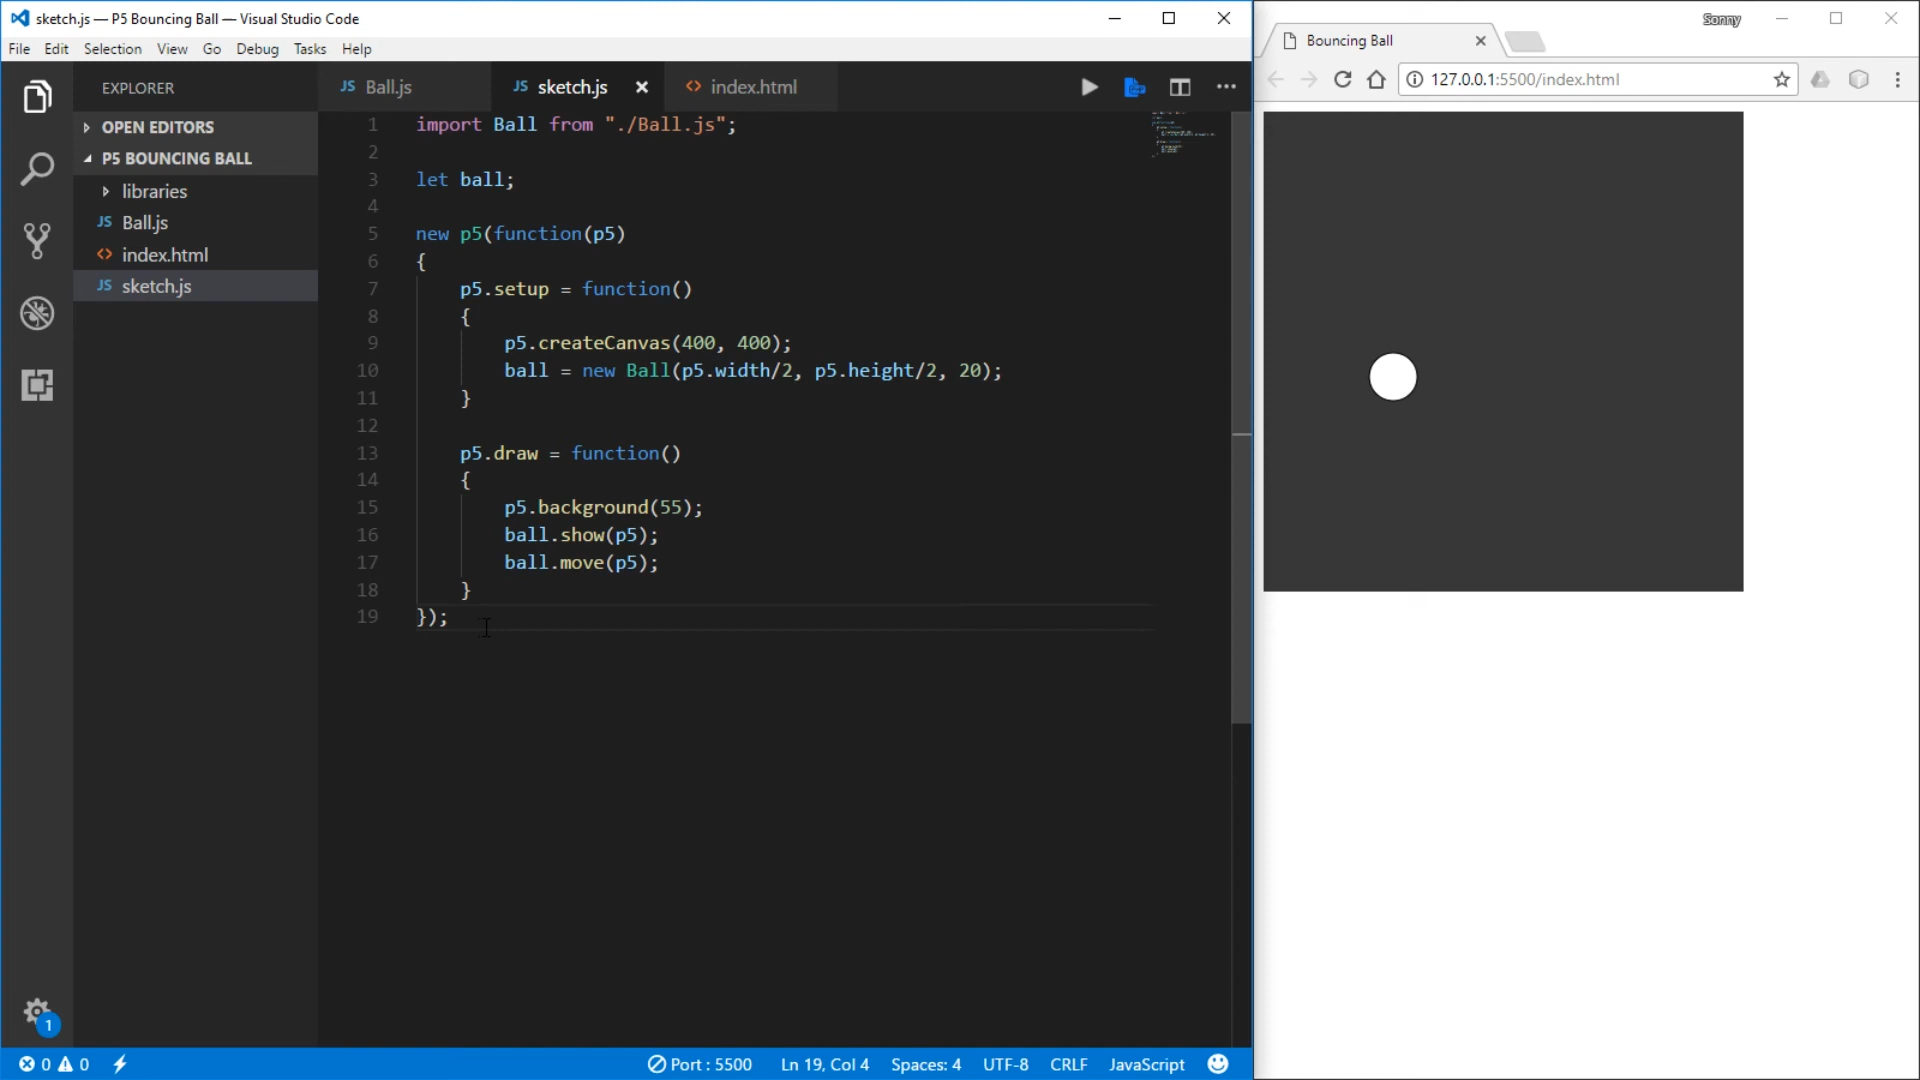 sketch.js — P5 Bouncing Ball — Visual Studio Code
File Edit Selection View Go Debug Tasks Help
EXPLORER
OPEN EDITORS
P5 BOUNCING BALL
libraries
JS Ball.js
<> index.html
JS sketch.js
1
JS Ball.js
JS sketch.js
<> index.html
1 import Ball from "./Ball.js";
2
3 let ball;
4
5 new p5(function(p5)
6 {
7 p5.setup = function()
8 {
9 p5.createCanvas(400, 400);
10 ball = new Ball(p5.width/2, p5.height/2, 20);
11 }
12
13 p5.draw = function()
14 {
15 p5.background(55);
16 ball.show(p5);
17 ball.move(p5);
18 }
19 });
0 0 Port : 5500 Ln 19, Col 4 Spaces: 4 UTF-8 CRLF JavaScript
Sonny
Bouncing Ball
127.0.0.1:5500/index.html